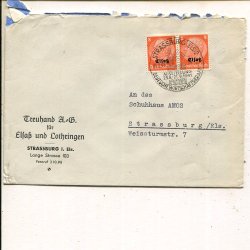 Elsaß Elsaß
Treuhand A.-G.
für
Elsaß und Lothringen
STRASSBURG i. Els.
Lange Strasse 103
An das
Schuhhaus AMOS
Strassburg/Els.
Weissturmstr. 7